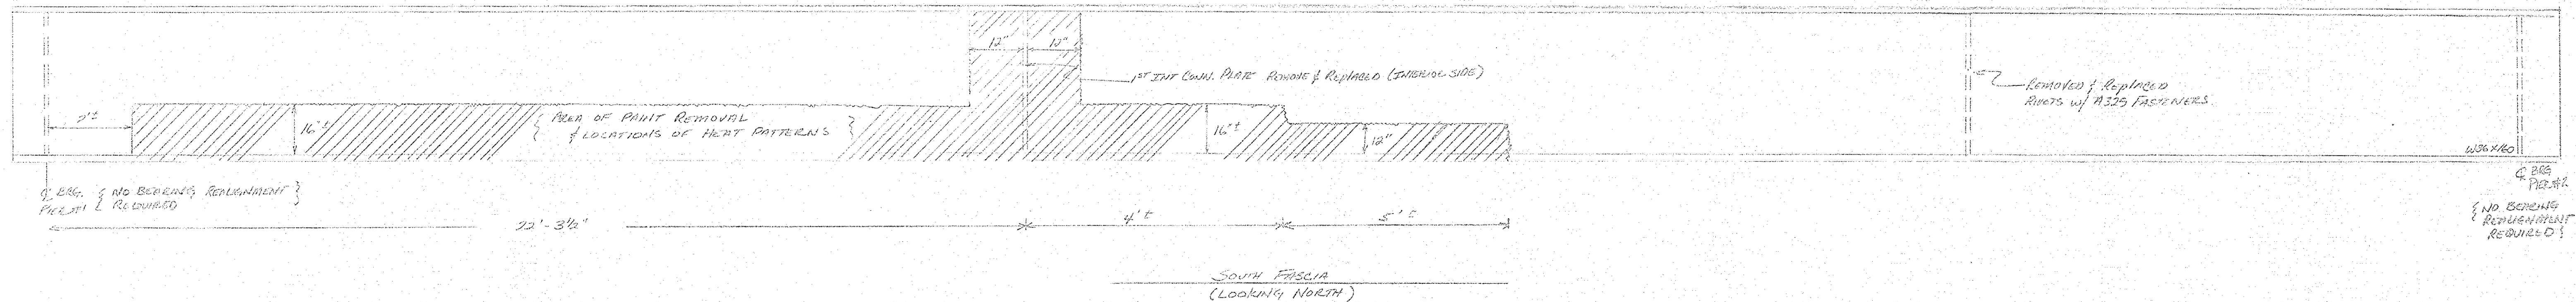 12" 12"
1ST INT CONN. PLATE REMOVE & REPLACED (INTERIOR SIDE)
REMOVED & REPLACED
RIVETS W/ A325 FASTENERS
2'±
16"±
AREA OF PAINT REMOVAL
& LOCATIONS OF HEAT PATTERNS
16"±
12"
W36X160
℄ BRG.
PIER#1
{ NO BEARING REALIGNMENT }
REQUIRED
℄ BRG
PIER#2
{ NO BEARING
REALIGNMENT
REQUIRED }
22'-3½"
4'±
5'±
SOUTH FASCIA
(LOOKING NORTH)